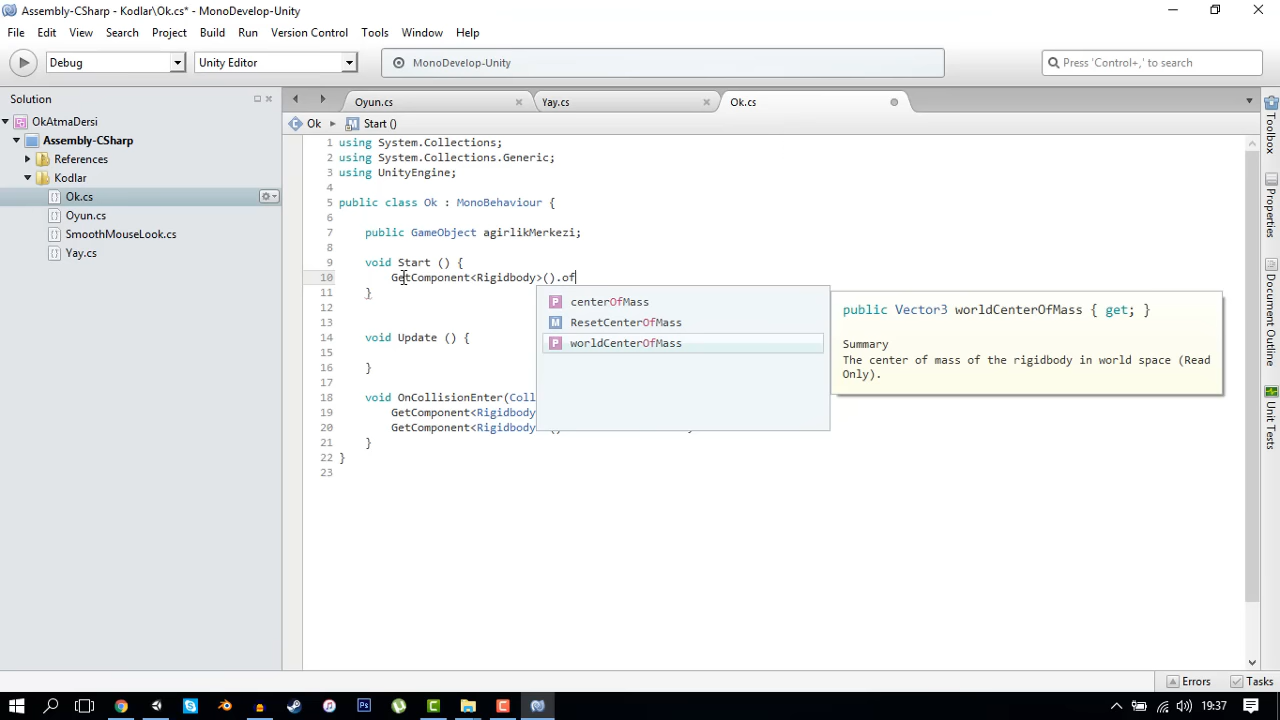 Assembly-CSharp - Kodlar\Ok.cs* - MonoDevelop-Unity
File Edit View Search Project Build Run Version Control Tools Window Help
Debug Unity Editor MonoDevelop-Unity Press 'Control+,' to search
Solution
OkAtmaDersi
Assembly-CSharp
References
Kodlar
Ok.cs
Oyun.cs
SmoothMouseLook.cs
Yay.cs
Oyun.cs Yay.cs Ok.cs
Ok Start ()
1 using System.Collections;
2 using System.Collections.Generic;
3 using UnityEngine;
4
5 public class Ok : MonoBehaviour {
6
7 public GameObject agirlikMerkezi;
8
9 void Start () {
10 GetComponent<Rigidbody>().of
11 }
12
13
14 void Update () {
15
16 }
17
18 void OnCollisionEnter(Coll
19 GetComponent<Rigidbody
20 GetComponent<Rigidbody
21 }
22 }
23
centerOfMass
ResetCenterOfMass
worldCenterOfMass
public Vector3 worldCenterOfMass { get; }
Summary
The center of mass of the rigidbody in world space (Read
Only).
Toolbox
Properties
Document Outline
Unit Tests
Errors Tasks
19:37